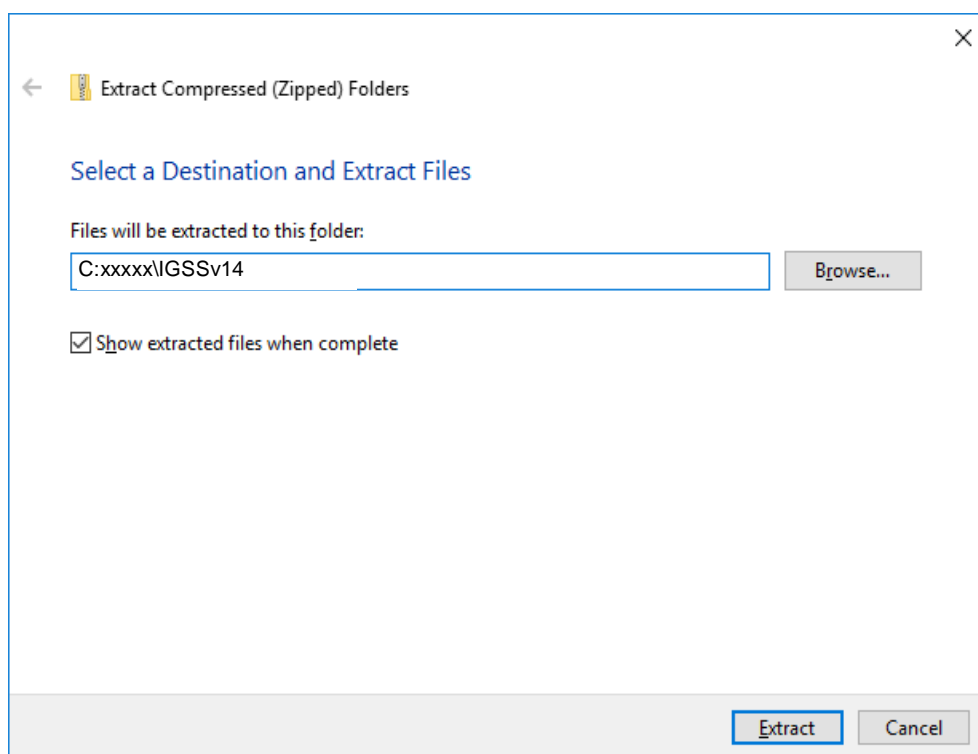 Extract Compressed (Zipped) Folders
Select a Destination and Extract Files
Files will be extracted to this folder:
C:xxxxx\IGSSv14
Browse...
Show extracted files when complete
Extract
Cancel